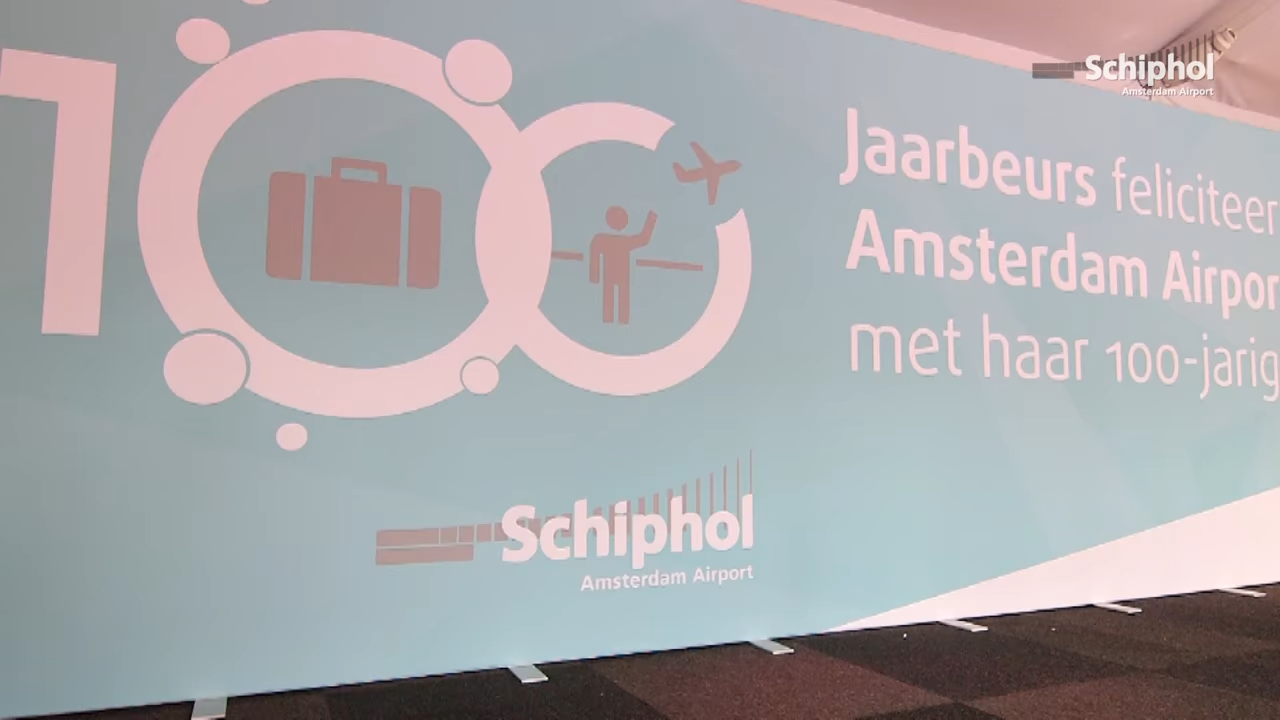 100
Schiphol
Amsterdam Airport
Jaarbeurs feliciteer
Amsterdam Airpor
met haar 100-jarig
Schiphol
Amsterdam Airport